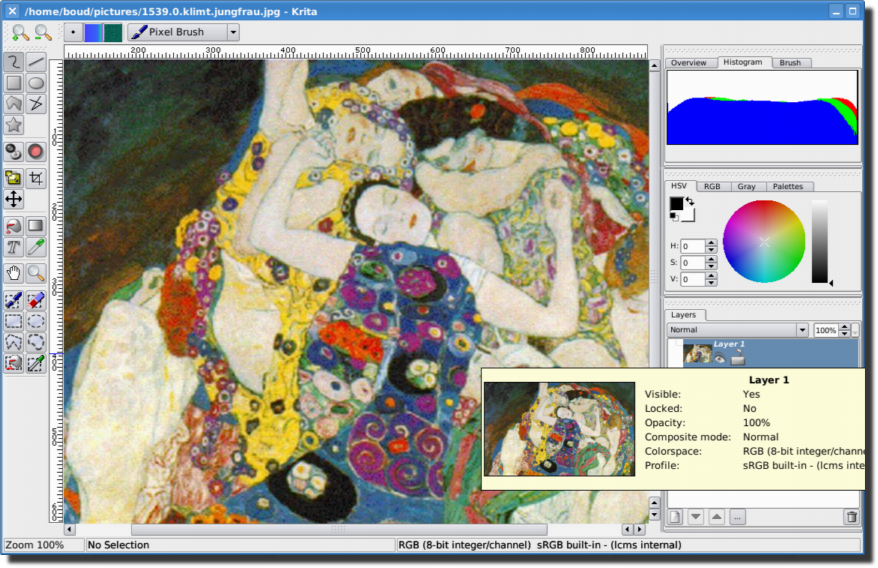 /home/boud/pictures/1539.0.klimt.jungfrau.jpg - Krita
Pixel Brush
200 300 400 500 600 700 800
Overview Histogram Brush
HSV RGB Gray Palettes
H: 0
S: 0
V: 0
Layers
Normal 100%
Layer 1
Layer 1
Visible: Yes
Locked: No
Opacity: 100%
Composite mode: Normal
Colorspace: RGB (8-bit integer/channe
Profile: sRGB built-in - (lcms inte
Zoom 100% No Selection RGB (8-bit integer/channel) sRGB built-in - (lcms internal)